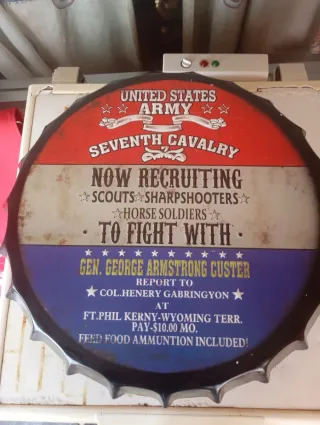 UNITED STATES
ARMY
SEVENTH CAVALRY
NOW RECRUITING
SCOUTS SHARPSHOOTERS
HORSE SOLDIERS
TO FIGHT WITH
GEN. GEORGE ARMSTRONG CUSTER
REPORT TO
COL.HENERY GABRINGYON
AT
FT.PHIL KERNY-WYOMING TERR.
PAY-$10.00 MO.
FEED FOOD AMMUNTION INCLUDED!